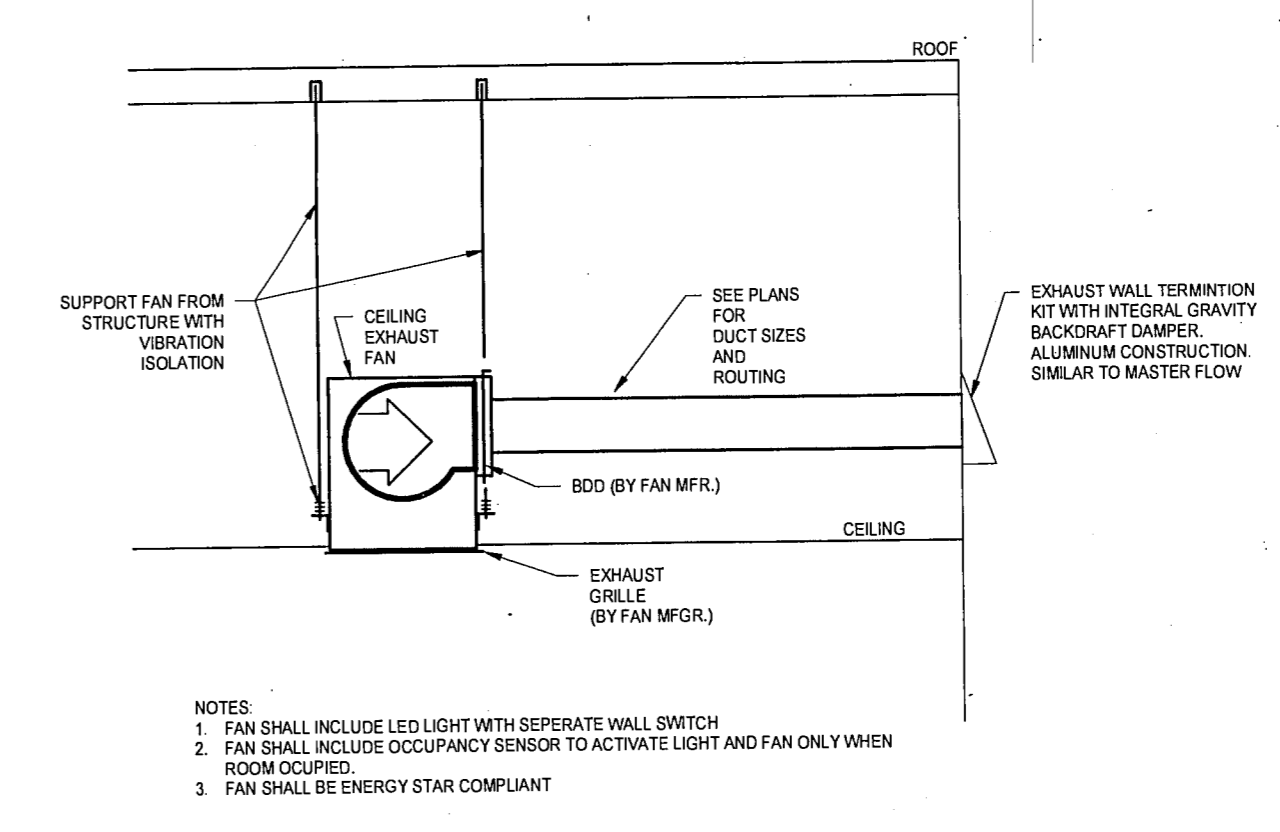 ROOF
SUPPORT FAN FROM
STRUCTURE WITH
VIBRATION
ISOLATION
CEILING
EXHAUST
FAN
SEE PLANS
FOR
DUCT SIZES
AND
ROUTING
EXHAUST WALL TERMINTION
KIT WITH INTEGRAL GRAVITY
BACKDRAFT DAMPER.
ALUMINUM CONSTRUCTION.
SIMILAR TO MASTER FLOW
BDD (BY FAN MFR.)
CEILING
EXHAUST
GRILLE
(BY FAN MFGR.)
NOTES:
1. FAN SHALL INCLUDE LED LIGHT WITH SEPERATE WALL SWITCH
2. FAN SHALL INCLUDE OCCUPANCY SENSOR TO ACTIVATE LIGHT AND FAN ONLY WHEN
ROOM OCUPIED.
3. FAN SHALL BE ENERGY STAR COMPLIANT